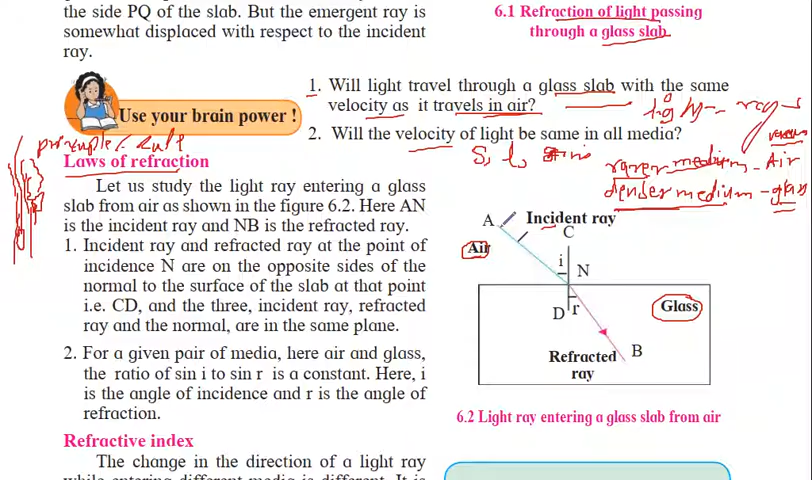 the side PQ of the slab. But the emergent ray is
somewhat displaced with respect to the incident
ray.
6.1 Refraction of light passing
through a glass slab
Use your brain power !
1. Will light travel through a glass slab with the same
velocity as it travels in air?
2. Will the velocity of light be same in all media?
light ray
rarer medium - Air
denser medium - glass
Laws of refraction
Let us study the light ray entering a glass
slab from air as shown in the figure 6.2. Here AN
is the incident ray and NB is the refracted ray.
1. Incident ray and refracted ray at the point of
incidence N are on the opposite sides of the
normal to the surface of the slab at that point
i.e. CD, and the three, incident ray, refracted
ray and the normal, are in the same plane.
2. For a given pair of media, here air and glass,
the ratio of sin i to sin r is a constant. Here, i
is the angle of incidence and r is the angle of
refraction.
Refractive index
The change in the direction of a light ray
while entering different media is different. It is
A
Incident ray
C
Air
i
N
D
r
Glass
Refracted
ray
B
6.2 Light ray entering a glass slab from air